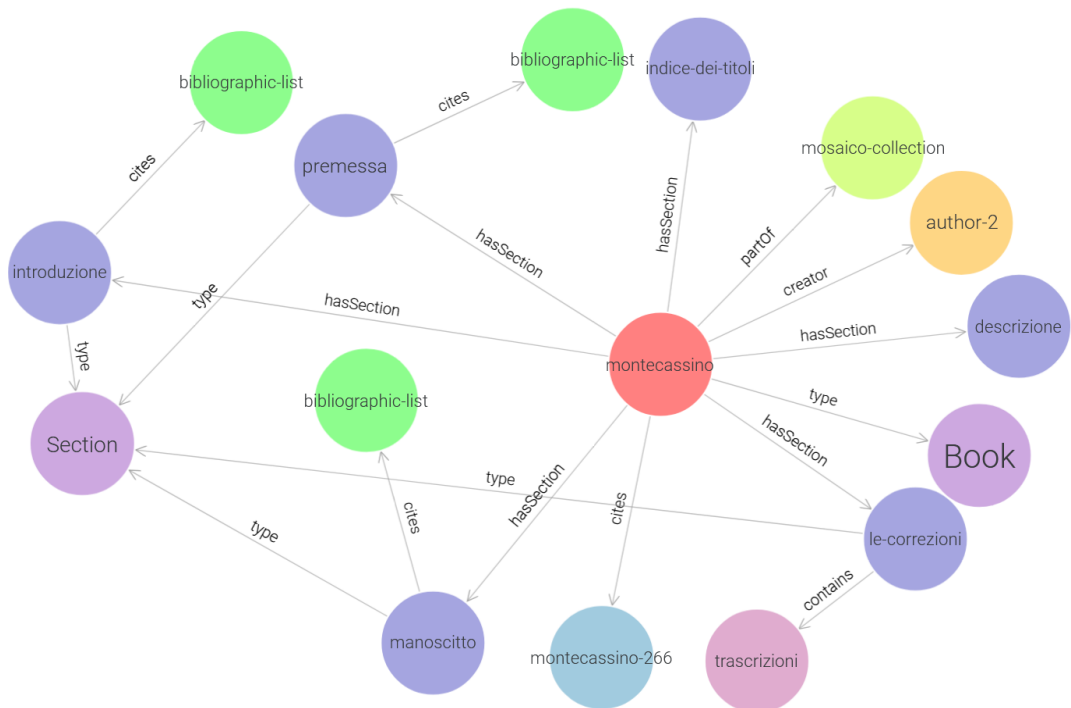 bibliographic-list
bibliographic-list
indice-dei-titoli
cites
cites
mosaico-collection
premessa
hasSection
author-2
partOf
hasSection
introduzione
creator
type
hasSection
hasSection
descrizione
type
montecassino
bibliographic-list
type
hasSection
Section
Book
type
hasSection
cites
cites
type
le-correzioni
contains
manoscitto
montecassino-266
trascrizioni